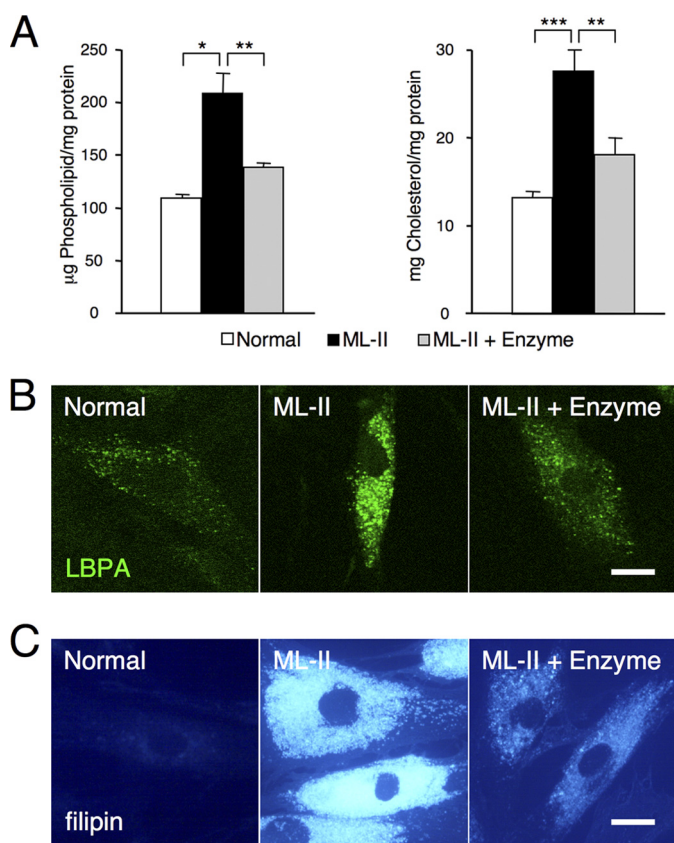 A
* **
*** **
250
200
150
100
50
0
µg Phospholipid/mg protein
30
20
10
0
mg Cholesterol/mg protein
Normal ML-II ML-II + Enzyme
B
Normal ML-II ML-II + Enzyme
LBPA
C
Normal ML-II ML-II + Enzyme
filipin